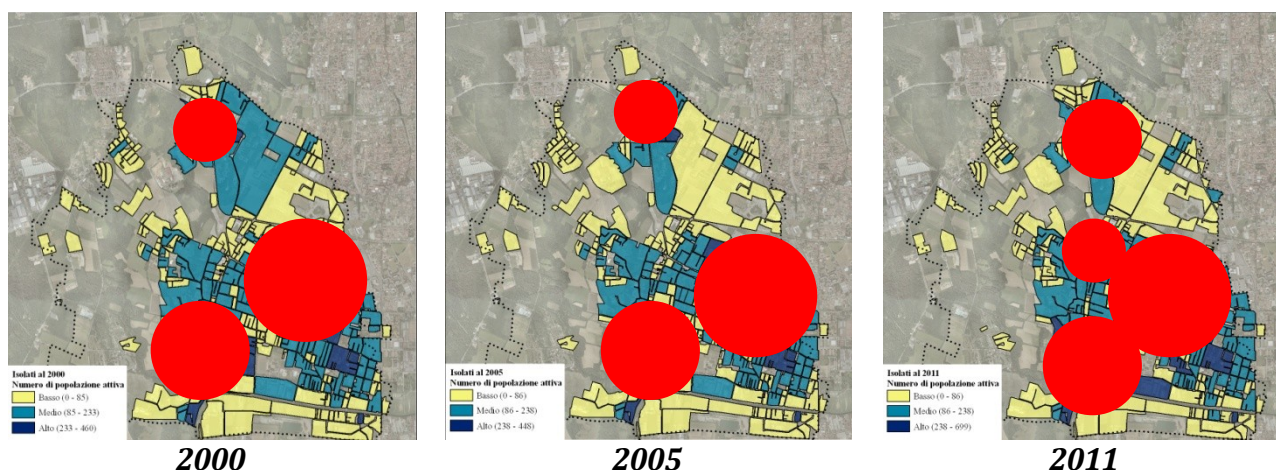 Isolati al 2000
Numero di popolazione attiva
Basso (0 - 85)
Medio (85 - 233)
Alto (233 - 460)
2000
Isolati al 2005
Numero di popolazione attiva
Basso (0 - 86)
Medio (86 - 238)
Alto (238 - 448)
2005
Isolati al 2011
Numero di popolazione attiva
Basso (0 - 86)
Medio (86 - 238)
Alto (238 - 699)
2011